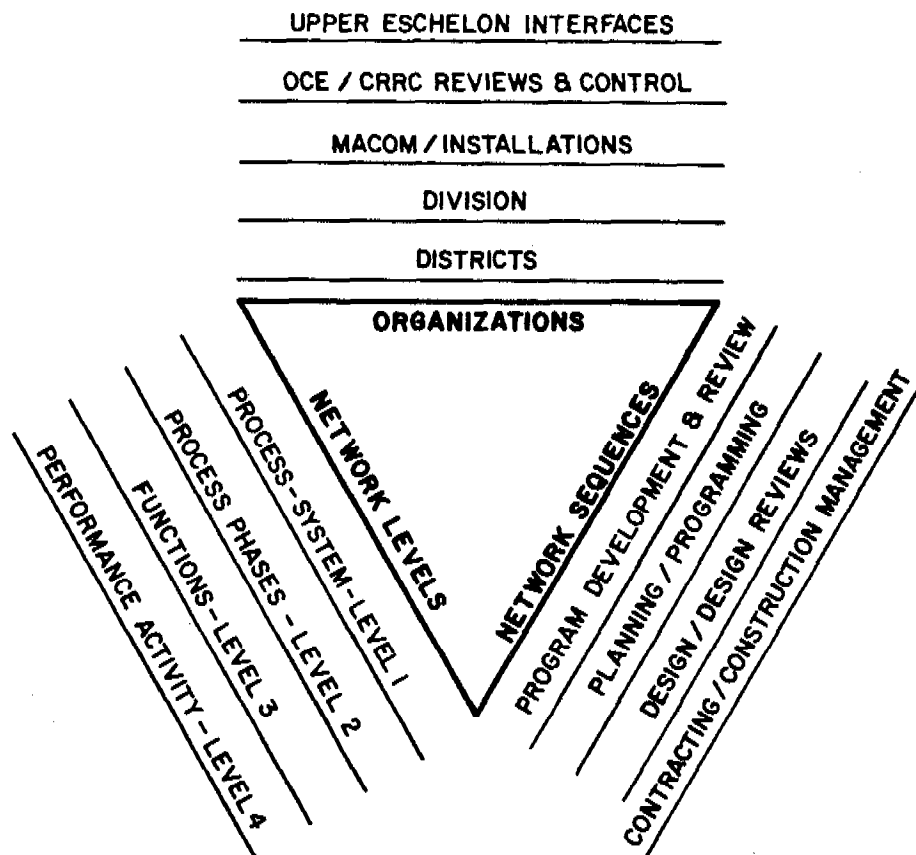 UPPER ESCHELON INTERFACES
OCE / CRRC REVIEWS & CONTROL
MACOM / INSTALLATIONS
DIVISION
DISTRICTS
ORGANIZATIONS
NETWORK LEVELS
PROCESS-SYSTEM-LEVEL 1
PROCESS PHASES-LEVEL 2
FUNCTIONS-LEVEL 3
PERFORMANCE ACTIVITY-LEVEL 4
NETWORK SEQUENCES
PROGRAM DEVELOPMENT & REVIEW
PLANNING / PROGRAMMING
DESIGN / DESIGN REVIEWS
CONTRACTING / CONSTRUCTION MANAGEMENT